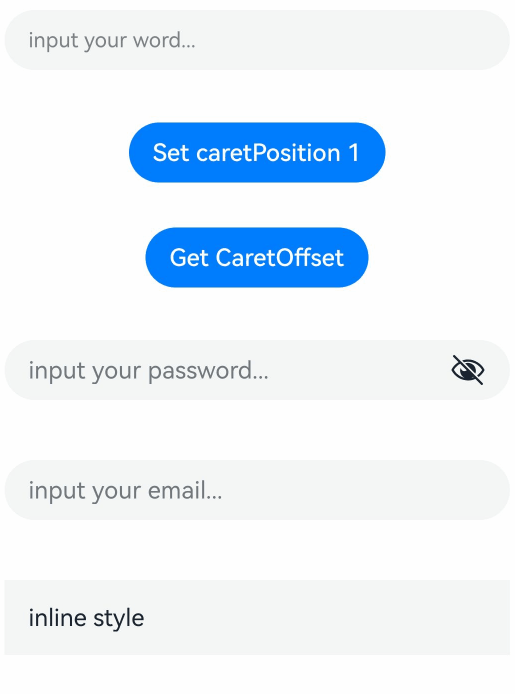 input your word...
Set caretPosition 1
Get CaretOffset
input your password...
input your email...
inline style